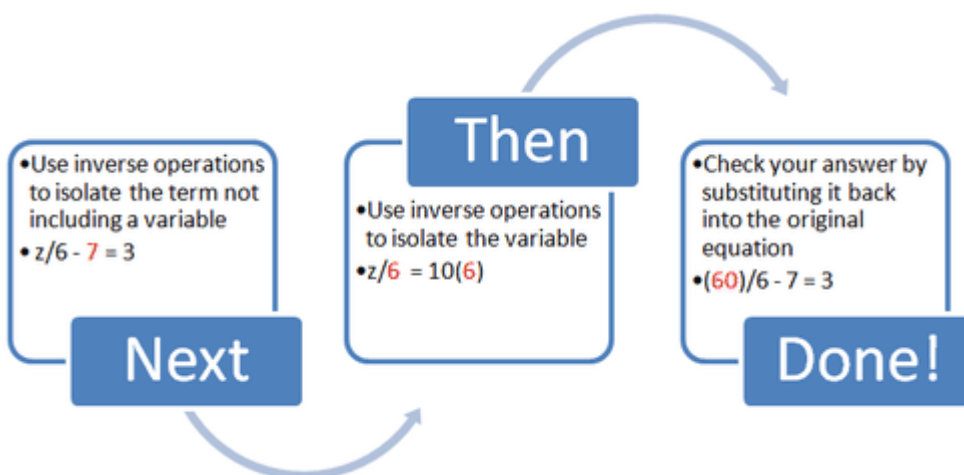 •Use inverse operations
to isolate the term not
including a variable
•z/6 - 7 = 3
Next
Then
•Use inverse operations
to isolate the variable
•z/6 = 10(6)
•Check your answer by
substituting it back
into the original
equation
•(60)/6 - 7 = 3
Done!